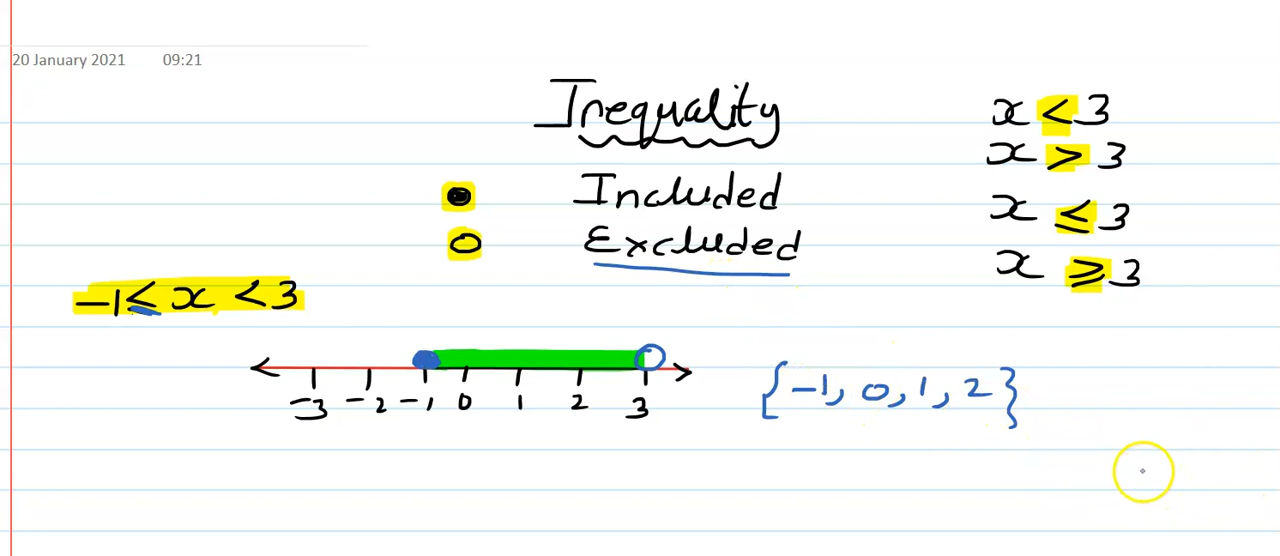 20 January 2021 09:21
Inequality
x < 3
x > 3
Included
x ≤ 3
Excluded
x ≥ 3
-1 ≤ x < 3
-3 -2 -1 0 1 2 3
{-1, 0, 1, 2}